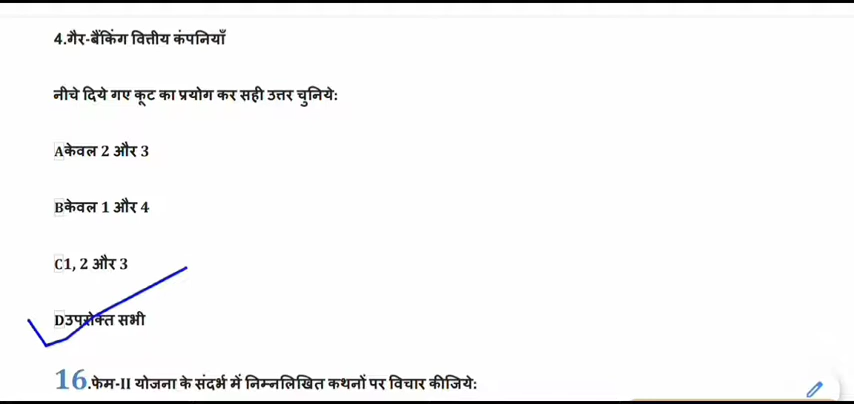 4.गैर-बैंकिंग वित्तीय कंपनियाँ
नीचे दिये गए कूट का प्रयोग कर सही उत्तर चुनिये:
Aकेवल 2 और 3
Bकेवल 1 और 4
C1, 2 और 3
Dउपरोक्त सभी
16.फेम-II योजना के संदर्भ में निम्नलिखित कथनों पर विचार कीजिये: